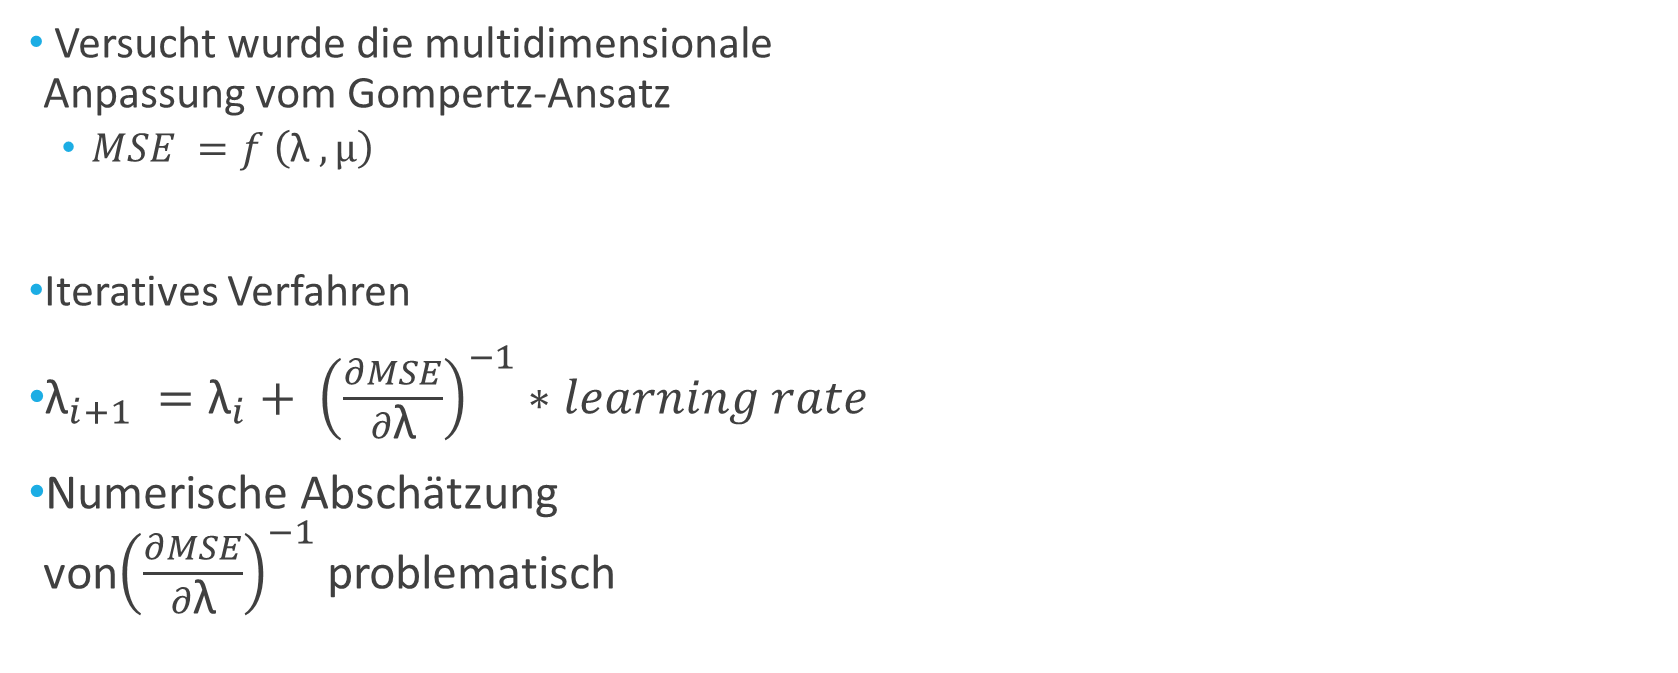 • Versucht wurde die multidimensionale
Anpassung vom Gompertz-Ansatz
• MSE = f (λ , μ)
•Iteratives Verfahren
•λ_{i+1} = λ_i + (∂MSE/∂λ)^{−1} ∗ learning rate
•Numerische Abschätzung
von(∂MSE/∂λ)^{−1} problematisch